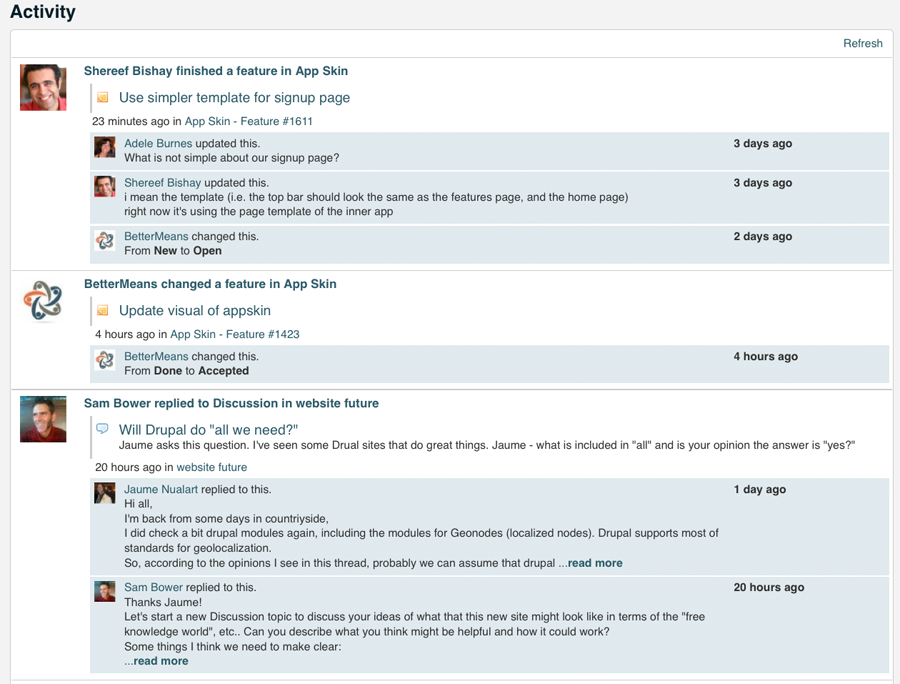 Activity
Refresh
Shereef Bishay finished a feature in App Skin
Use simpler template for signup page
23 minutes ago in App Skin - Feature #1611
Adele Burnes updated this. 3 days ago
What is not simple about our signup page?
Shereef Bishay updated this. 3 days ago
i mean the template (i.e. the top bar should look the same as the features page, and the home page)
right now it's using the page template of the inner app
BetterMeans changed this. 2 days ago
From New to Open
BetterMeans changed a feature in App Skin
Update visual of appskin
4 hours ago in App Skin - Feature #1423
BetterMeans changed this. 4 hours ago
From Done to Accepted
Sam Bower replied to Discussion in website future
Will Drupal do "all we need?"
Jaume asks this question. I've seen some Drual sites that do great things. Jaume - what is included in "all" and is your opinion the answer is "yes?"
20 hours ago in website future
Jaume Nualart replied to this. 1 day ago
Hi all,
I'm back from some days in countryside,
I did check a bit drupal modules again, including the modules for Geonodes (localized nodes). Drupal supports most of
standards for geolocalization.
So, according to the opinions I see in this thread, probably we can assume that drupal ...read more
Sam Bower replied to this. 20 hours ago
Thanks Jaume!
Let's start a new Discussion topic to discuss your ideas of what that this new site might look like in terms of the "free
knowledge world", etc.. Can you describe what you think might be helpful and how it could work?
Some things I think we need to make clear:
...read more